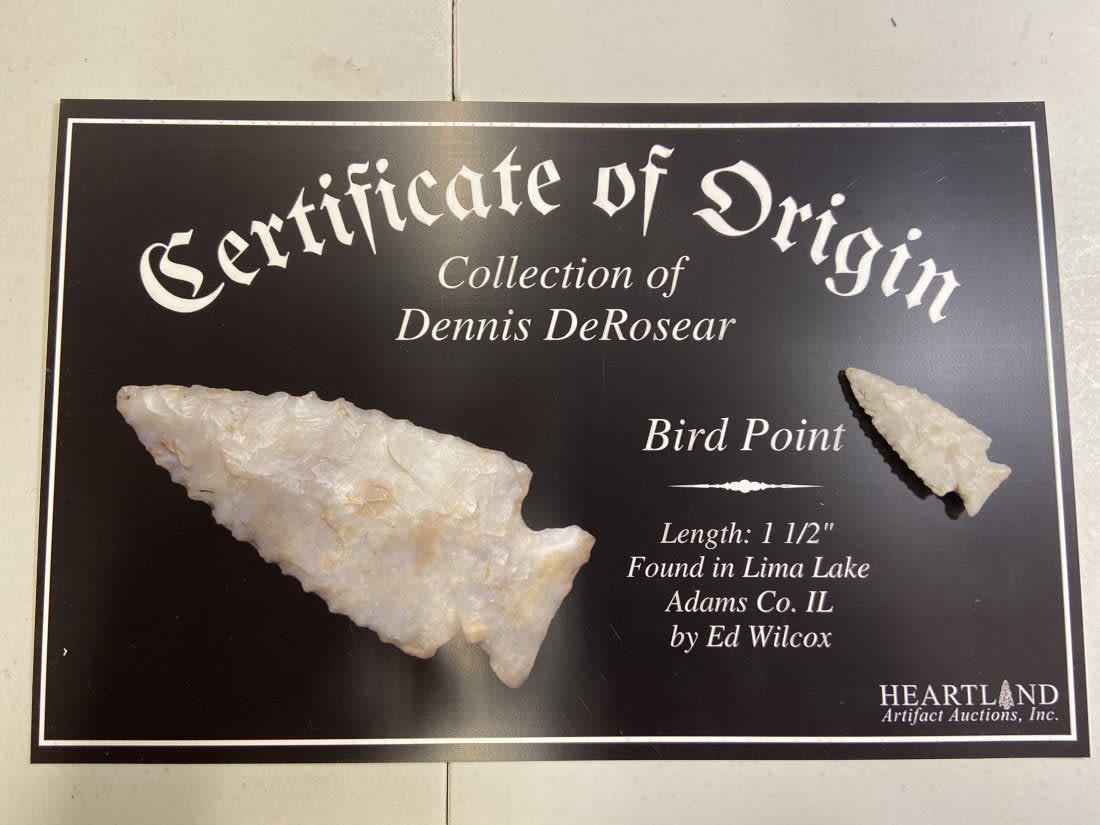 Certificate of Origin
Collection of
Dennis DeRosear
Bird Point
Length: 1 1/2"
Found in Lima Lake
Adams Co. IL
by Ed Wilcox
HEARTLAND
Artifact Auctions, Inc.